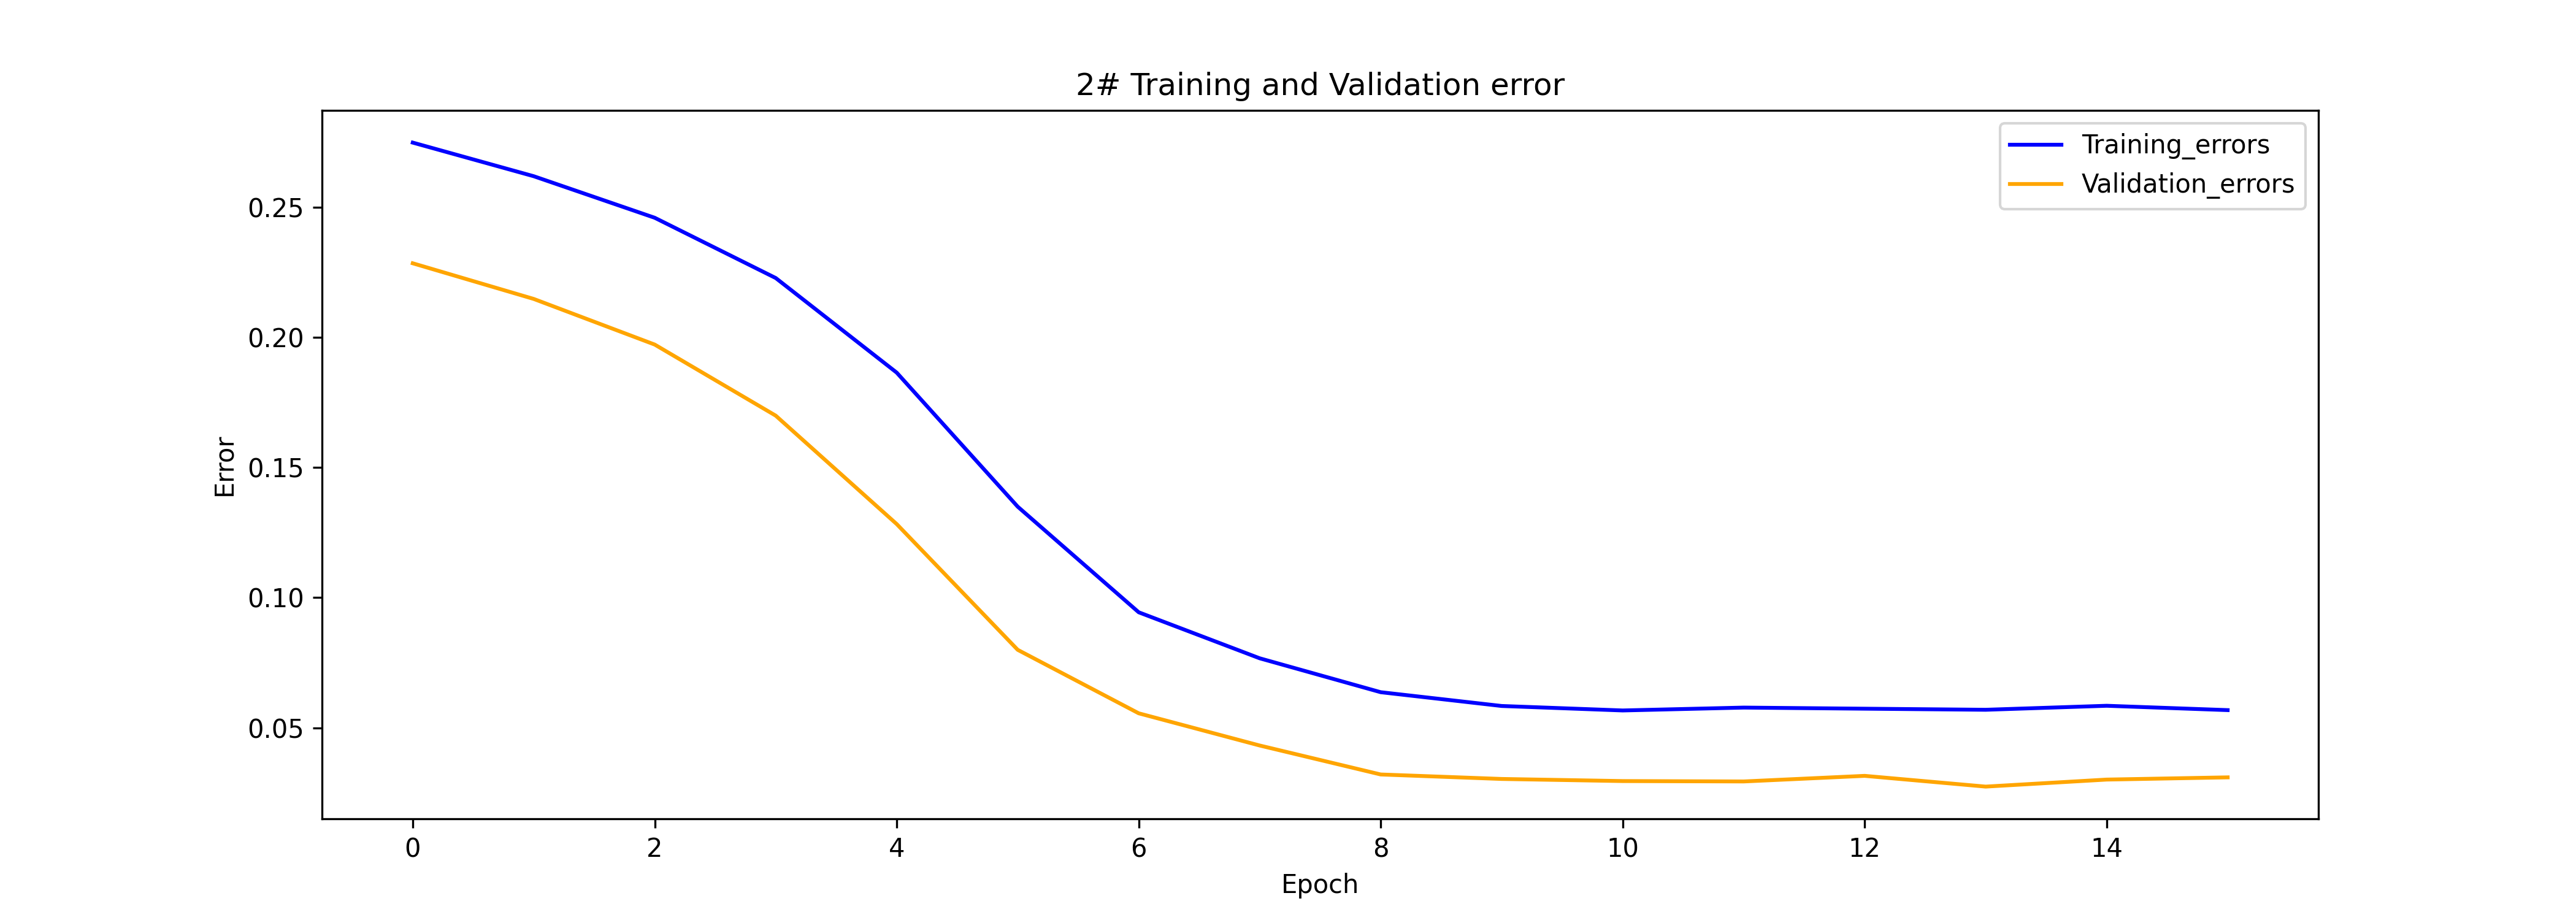 2# Training and Validation error
Training_errors
Validation_errors
Error
0.25
0.20
0.15
0.10
0.05
0 2 4 6 8 10 12 14
Epoch